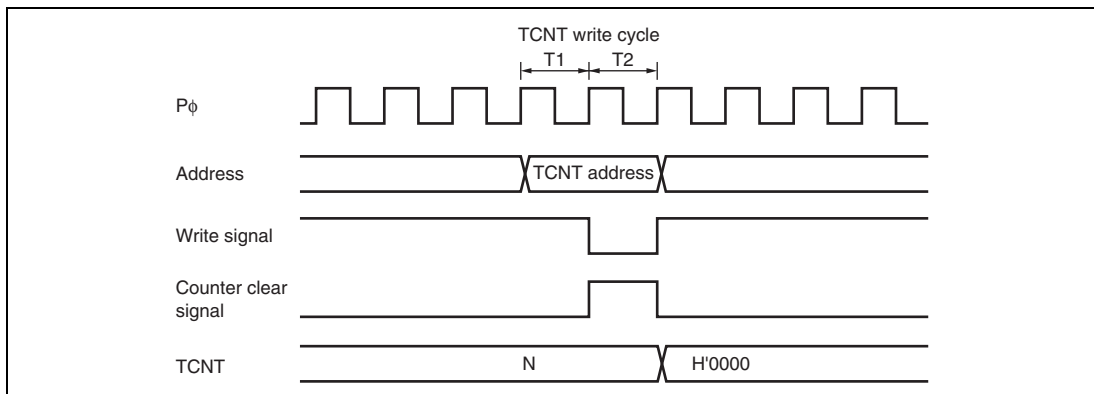 TCNT write cycle
T1 T2
Pϕ
Address
TCNT address
Write signal
Counter clear
signal
TCNT
N
H'0000